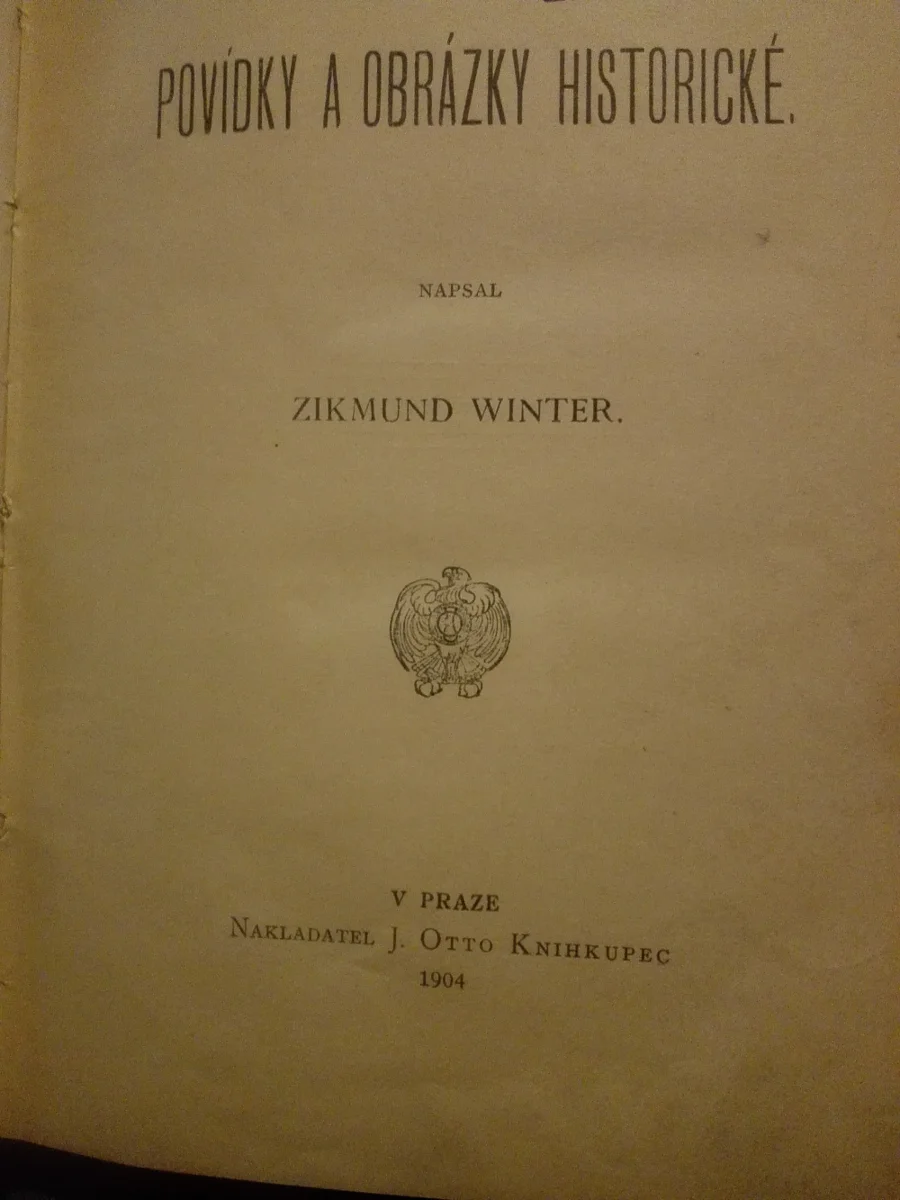 POVÍDKY A OBRÁZKY HISTORICKÉ.
NAPSAL
ZIKMUND WINTER.
V PRAZE
NAKLADATEL J. OTTO KNIHKUPEC
1904